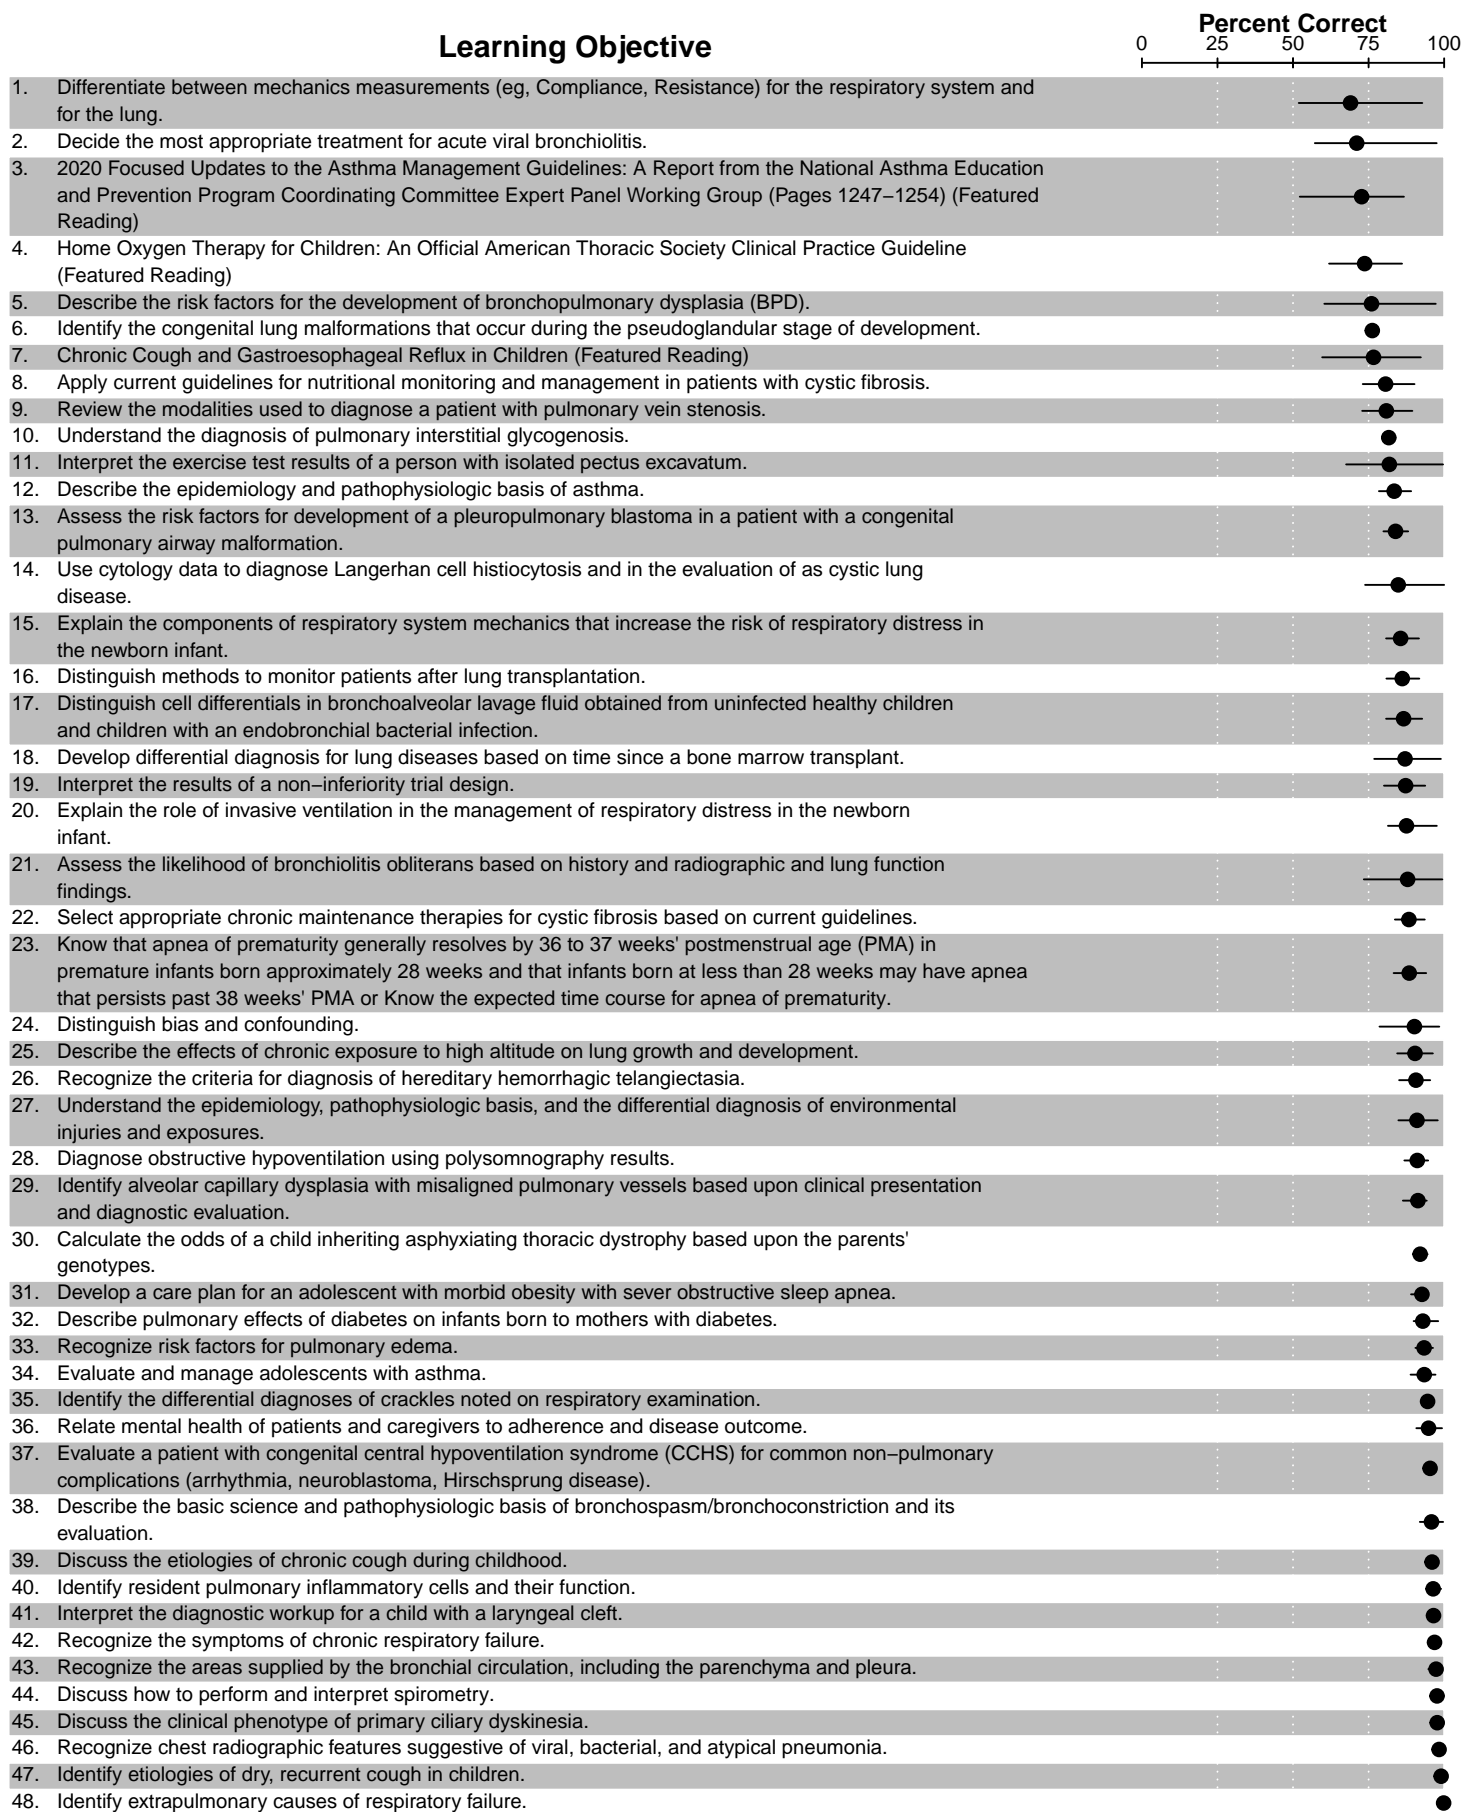 Learning Objective
Percent Correct
0 25 50 75 100
1. Differentiate between mechanics measurements (eg, Compliance, Resistance) for the respiratory system and
for the lung.
2. Decide the most appropriate treatment for acute viral bronchiolitis.
3. 2020 Focused Updates to the Asthma Management Guidelines: A Report from the National Asthma Education
and Prevention Program Coordinating Committee Expert Panel Working Group (Pages 1247−1254) (Featured
Reading)
4. Home Oxygen Therapy for Children: An Official American Thoracic Society Clinical Practice Guideline
(Featured Reading)
5. Describe the risk factors for the development of bronchopulmonary dysplasia (BPD).
6. Identify the congenital lung malformations that occur during the pseudoglandular stage of development.
7. Chronic Cough and Gastroesophageal Reflux in Children (Featured Reading)
8. Apply current guidelines for nutritional monitoring and management in patients with cystic fibrosis.
9. Review the modalities used to diagnose a patient with pulmonary vein stenosis.
10. Understand the diagnosis of pulmonary interstitial glycogenosis.
11. Interpret the exercise test results of a person with isolated pectus excavatum.
12. Describe the epidemiology and pathophysiologic basis of asthma.
13. Assess the risk factors for development of a pleuropulmonary blastoma in a patient with a congenital
pulmonary airway malformation.
14. Use cytology data to diagnose Langerhan cell histiocytosis and in the evaluation of as cystic lung
disease.
15. Explain the components of respiratory system mechanics that increase the risk of respiratory distress in
the newborn infant.
16. Distinguish methods to monitor patients after lung transplantation.
17. Distinguish cell differentials in bronchoalveolar lavage fluid obtained from uninfected healthy children
and children with an endobronchial bacterial infection.
18. Develop differential diagnosis for lung diseases based on time since a bone marrow transplant.
19. Interpret the results of a non−inferiority trial design.
20. Explain the role of invasive ventilation in the management of respiratory distress in the newborn
infant.
21. Assess the likelihood of bronchiolitis obliterans based on history and radiographic and lung function
findings.
22. Select appropriate chronic maintenance therapies for cystic fibrosis based on current guidelines.
23. Know that apnea of prematurity generally resolves by 36 to 37 weeks' postmenstrual age (PMA) in
premature infants born approximately 28 weeks and that infants born at less than 28 weeks may have apnea
that persists past 38 weeks' PMA or Know the expected time course for apnea of prematurity.
24. Distinguish bias and confounding.
25. Describe the effects of chronic exposure to high altitude on lung growth and development.
26. Recognize the criteria for diagnosis of hereditary hemorrhagic telangiectasia.
27. Understand the epidemiology, pathophysiologic basis, and the differential diagnosis of environmental
injuries and exposures.
28. Diagnose obstructive hypoventilation using polysomnography results.
29. Identify alveolar capillary dysplasia with misaligned pulmonary vessels based upon clinical presentation
and diagnostic evaluation.
30. Calculate the odds of a child inheriting asphyxiating thoracic dystrophy based upon the parents'
genotypes.
31. Develop a care plan for an adolescent with morbid obesity with sever obstructive sleep apnea.
32. Describe pulmonary effects of diabetes on infants born to mothers with diabetes.
33. Recognize risk factors for pulmonary edema.
34. Evaluate and manage adolescents with asthma.
35. Identify the differential diagnoses of crackles noted on respiratory examination.
36. Relate mental health of patients and caregivers to adherence and disease outcome.
37. Evaluate a patient with congenital central hypoventilation syndrome (CCHS) for common non−pulmonary
complications (arrhythmia, neuroblastoma, Hirschsprung disease).
38. Describe the basic science and pathophysiologic basis of bronchospasm/bronchoconstriction and its
evaluation.
39. Discuss the etiologies of chronic cough during childhood.
40. Identify resident pulmonary inflammatory cells and their function.
41. Interpret the diagnostic workup for a child with a laryngeal cleft.
42. Recognize the symptoms of chronic respiratory failure.
43. Recognize the areas supplied by the bronchial circulation, including the parenchyma and pleura.
44. Discuss how to perform and interpret spirometry.
45. Discuss the clinical phenotype of primary ciliary dyskinesia.
46. Recognize chest radiographic features suggestive of viral, bacterial, and atypical pneumonia.
47. Identify etiologies of dry, recurrent cough in children.
48. Identify extrapulmonary causes of respiratory failure.